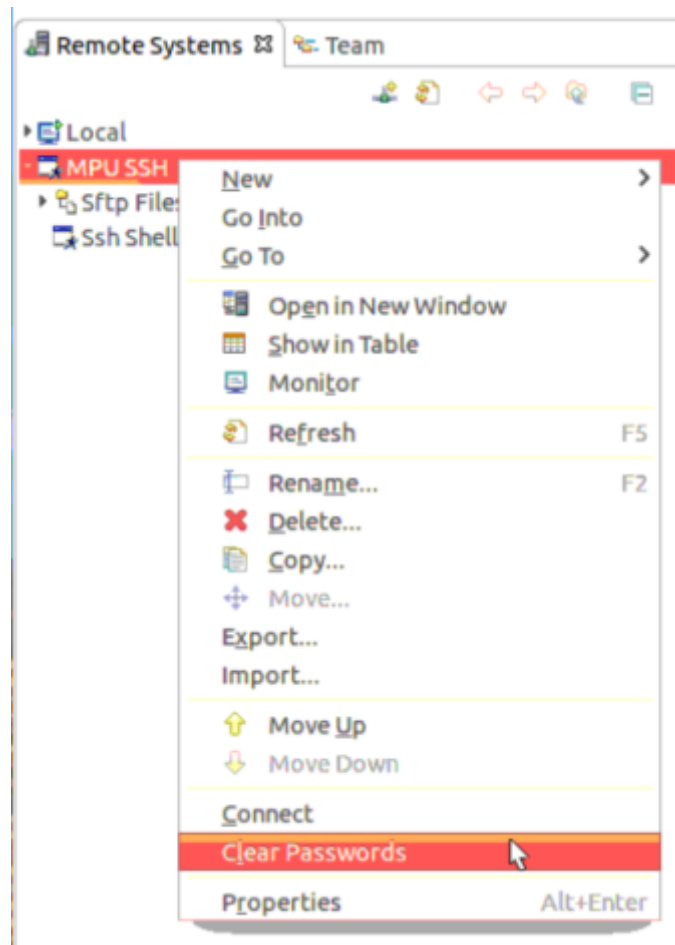 Remote Systems Team
Local
MPU SSH
Sftp File
Ssh Shell
New
Go Into
Go To
Open in New Window
Show in Table
Monitor
Refresh F5
Rename... F2
Delete...
Copy...
Move...
Export...
Import...
Move Up
Move Down
Connect
Clear Passwords
Properties Alt+Enter